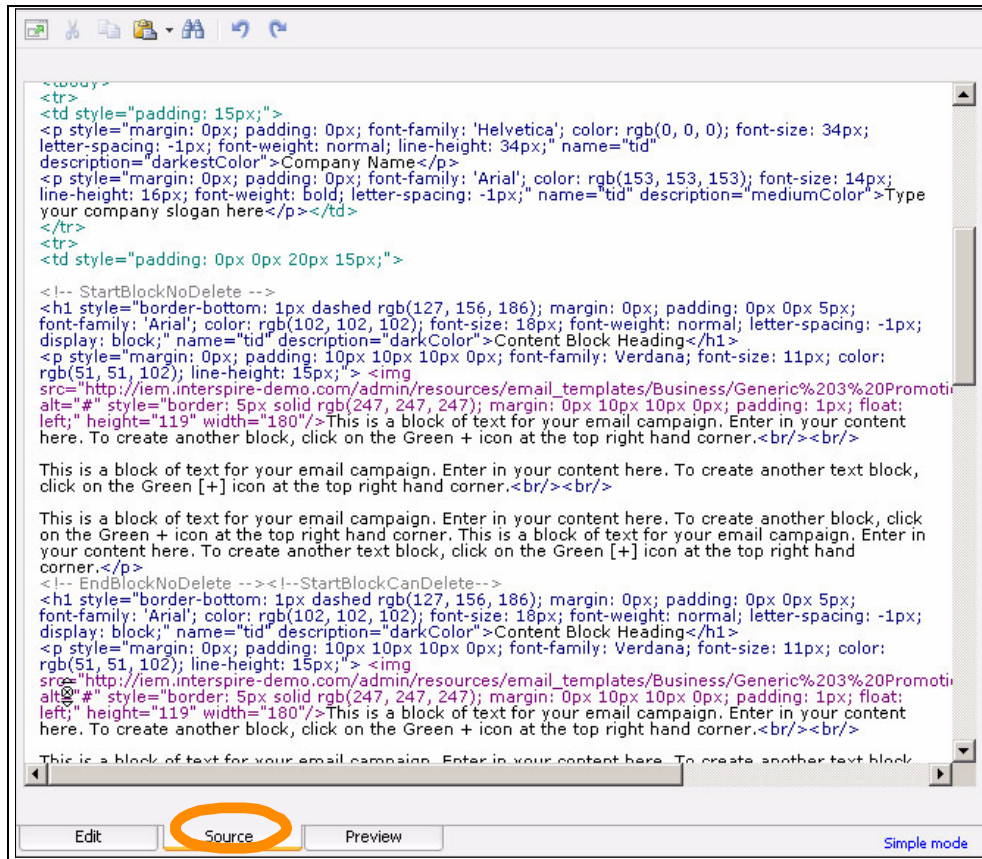 <tbody>
<tr>
<td style="padding: 15px;">
<p style="margin: 0px; padding: 0px; font-family: 'Helvetica'; color: rgb(0, 0, 0); font-size: 34px;
letter-spacing: -1px; font-weight: normal; line-height: 34px;" name="tid"
description="darkestColor">Company Name</p>
<p style="margin: 0px; padding: 0px; font-family: 'Arial'; color: rgb(153, 153, 153); font-size: 14px;
line-height: 16px; font-weight: bold; letter-spacing: -1px;" name="tid" description="mediumColor">Type
your company slogan here</p></td>
</tr>
<tr>
<td style="padding: 0px 0px 20px 15px;">
<!-- StartBlockNoDelete -->
<h1 style="border-bottom: 1px dashed rgb(127, 156, 186); margin: 0px; padding: 0px 0px 5px;
font-family: 'Arial'; color: rgb(102, 102, 102); font-size: 18px; font-weight: normal; letter-spacing: -1px;
display: block;" name="tid" description="darkColor">Content Block Heading</h1>
<p style="margin: 0px; padding: 10px 10px 10px 0px; font-family: Verdana; font-size: 11px; color:
rgb(51, 51, 102); line-height: 15px;"> <img
src="http://iem.interspire-demo.com/admin/resources/email_templates/Business/Generic%203%20Promoti
alt="#" style="border: 5px solid rgb(247, 247, 247); margin: 0px 10px 10px 0px; padding: 1px; float:
left;" height="119" width="180"/>This is a block of text for your email campaign. Enter in your content
here. To create another block, click on the Green + icon at the top right hand corner.<br/><br/>
This is a block of text for your email campaign. Enter in your content here. To create another text block,
click on the Green [+] icon at the top right hand corner.<br/><br/>
This is a block of text for your email campaign. Enter in your content here. To create another block, click
on the Green + icon at the top right hand corner. This is a block of text for your email campaign. Enter in
your content here. To create another text block, click on the Green [+] icon at the top right hand
corner.</p>
<!-- EndBlockNoDelete --><!--StartBlockCanDelete-->
<h1 style="border-bottom: 1px dashed rgb(127, 156, 186); margin: 0px; padding: 0px 0px 5px;
font-family: 'Arial'; color: rgb(102, 102, 102); font-size: 18px; font-weight: normal; letter-spacing: -1px;
display: block;" name="tid" description="darkColor">Content Block Heading</h1>
<p style="margin: 0px; padding: 10px 10px 10px 0px; font-family: Verdana; font-size: 11px; color:
rgb(51, 51, 102); line-height: 15px;"> <img
src="http://iem.interspire-demo.com/admin/resources/email_templates/Business/Generic%203%20Promoti
alt="#" style="border: 5px solid rgb(247, 247, 247); margin: 0px 10px 10px 0px; padding: 1px; float:
left;" height="119" width="180"/>This is a block of text for your email campaign. Enter in your content
here. To create another block, click on the Green + icon at the top right hand corner.<br/><br/>
This is a block of text for your email campaign. Enter in your content here. To create another text block,
Edit Source Preview
Simple mode